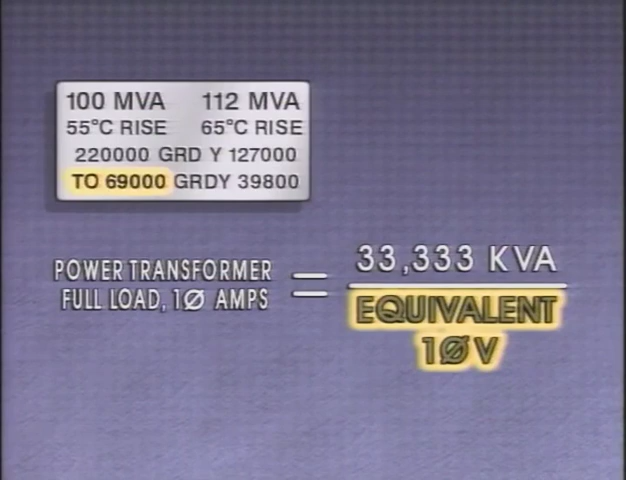 100 MVA 112 MVA
55°C RISE 65°C RISE
220000 GRD Y 127000
TO 69000 GRDY 39800
POWER TRANSFORMER
FULL LOAD, 1Ø AMPS
=
33,333 KVA
EQUIVALENT
1Ø V